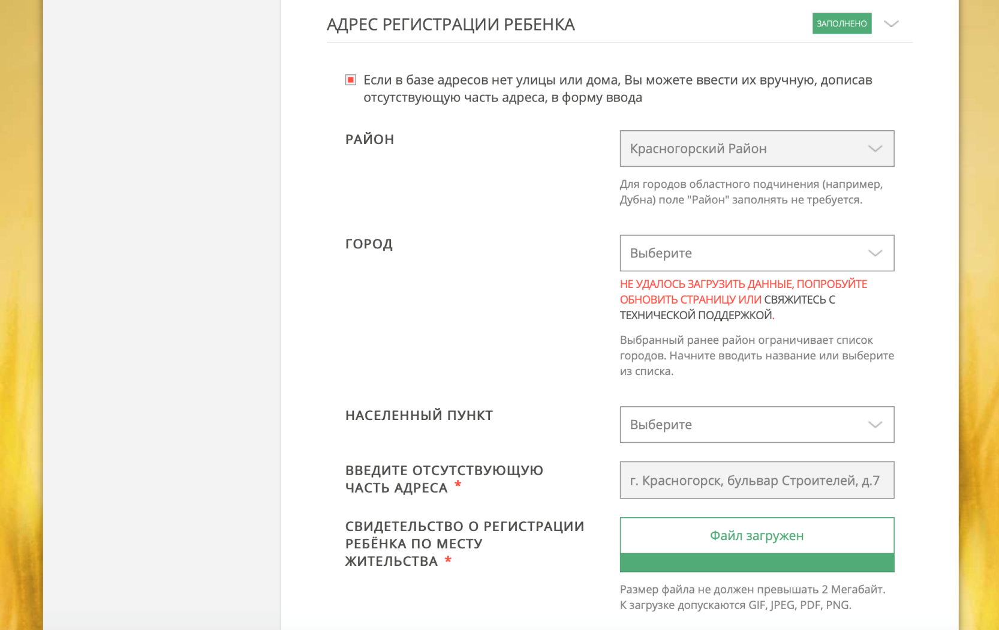 АДРЕС РЕГИСТРАЦИИ РЕБЕНКА
ЗАПОЛНЕНО
Если в базе адресов нет улицы или дома, Вы можете ввести их вручную, дописав
отсутствующую часть адреса, в форму ввода
РАЙОН
Красногорский Район
Для городов областного подчинения (например,
Дубна) поле "Район" заполнять не требуется.
ГОРОД
Выберите
НЕ УДАЛОСЬ ЗАГРУЗИТЬ ДАННЫЕ, ПОПРОБУЙТЕ
ОБНОВИТЬ СТРАНИЦУ ИЛИ СВЯЖИТЕСЬ С
ТЕХНИЧЕСКОЙ ПОДДЕРЖКОЙ.
Выбранный ранее район ограничивает список
городов. Начните вводить название или выберите
из списка.
НАСЕЛЕННЫЙ ПУНКТ
Выберите
ВВЕДИТЕ ОТСУТСТВУЮЩУЮ
ЧАСТЬ АДРЕСА *
г. Красногорск, бульвар Строителей, д.7
СВИДЕТЕЛЬСТВО О РЕГИСТРАЦИИ
РЕБЁНКА ПО МЕСТУ
ЖИТЕЛЬСТВА *
Файл загружен
Размер файла не должен превышать 2 Мегабайт.
К загрузке допускаются GIF, JPEG, PDF, PNG.